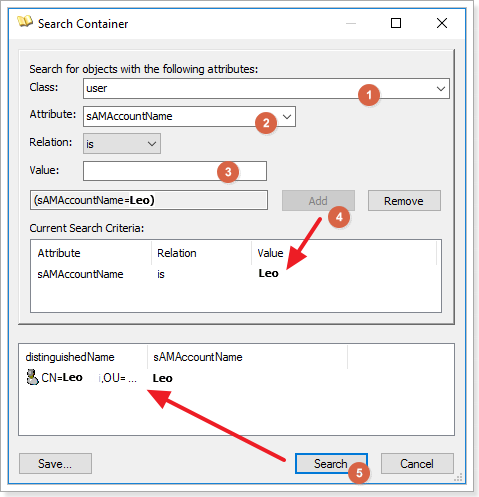 Search Container
Search for objects with the following attributes:
Class: user 1
Attribute: sAMAccountName 2
Relation: is
Value: 3
(sAMAccountName=Leo) Add Remove
4
Current Search Criteria:
Attribute Relation Value
sAMAccountName is Leo
distinguishedName sAMAccountName
CN=Leo ,OU= ... Leo
Save... Search Cancel
5